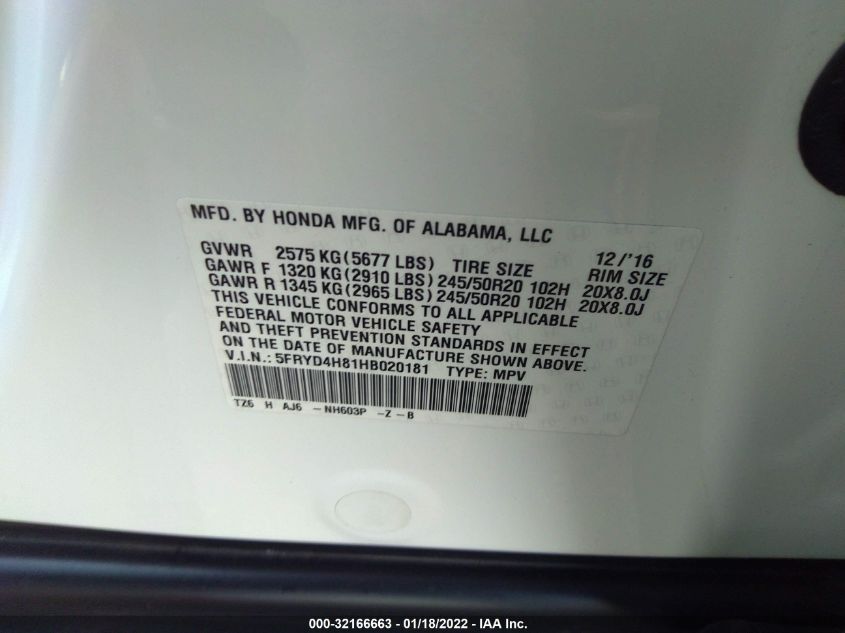 MFD. BY HONDA MFG. OF ALABAMA, LLC
12/'16
GVWR 2575 KG(5677 LBS) TIRE SIZE RIM SIZE
GAWR F 1320 KG(2910 LBS)245/50R20 102H 20X8.0J
GAWR R 1345 KG(2965 LBS)245/50R20 102H 20X8.0J
THIS VEHICLE CONFORMS TO ALL APPLICABLE
FEDERAL MOTOR VEHICLE SAFETY
AND THEFT PREVENTION STANDARDS IN EFFECT
ON THE DATE OF MANUFACTURE SHOWN ABOVE.
V.I.N.: 5FRYD4H81HB020181 TYPE: MPV
TZ6 H AJ6 -NH603P -Z -B
000-32166663 - 01/18/2022 - IAA Inc.